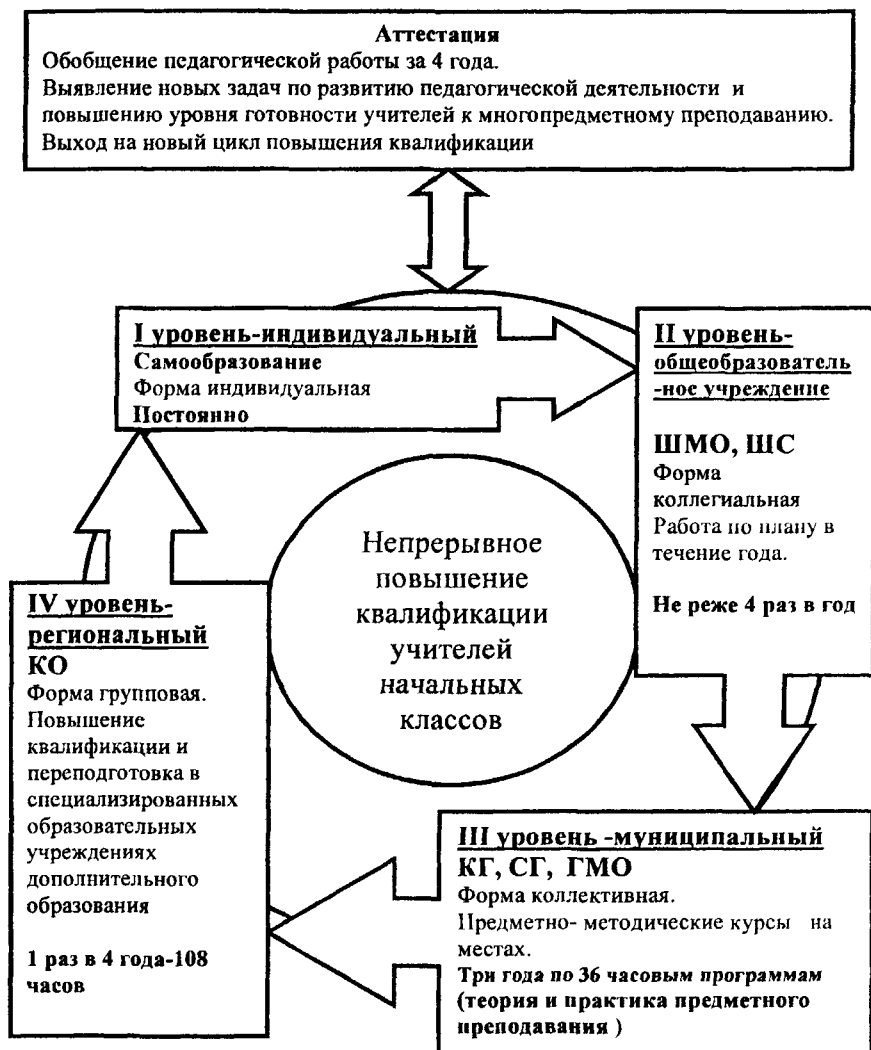 Аттестация
Обобщение педагогической работы за 4 года.
Выявление новых задач по развитию педагогической деятельности и
повышению уровня готовности учителей к многопредметному преподаванию.
Выход на новый цикл повышения квалификации
I уровень-индивидуальный
Самообразование
Форма индивидуальная
Постоянно
II уровень-
общеобразователь
-ное учреждение
ШМО, ШС
Форма
коллегиальная
Работа по плану в
течение года.
Не реже 4 раз в год
Непрерывное
повышение
квалификации
учителей
начальных
классов
III уровень -муниципальный
КГ, СГ, ГМО
Форма коллективная.
Предметно- методические курсы на
местах.
Три года по 36 часовым программам
(теория и практика предметного
преподавания )
IV уровень-
региональный
КО
Форма групповая.
Повышение
квалификации и
переподготовка в
специализированных
образовательных
учреждениях
дополнительного
образования
1 раз в 4 года-108
часов